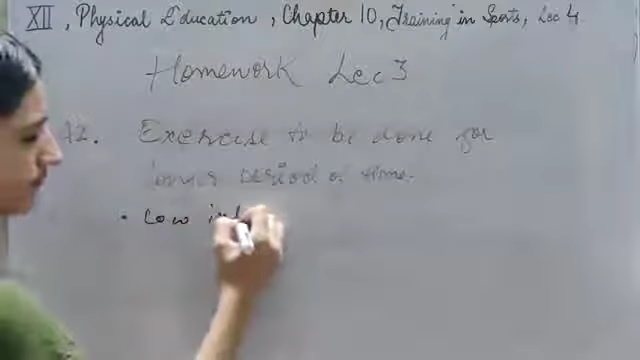 XII, Physical Education, Chapter 10, Training in Sports, Lec 4.
Homework Lec 3
12. Exercise to be done for
longer period of time.
• Low int